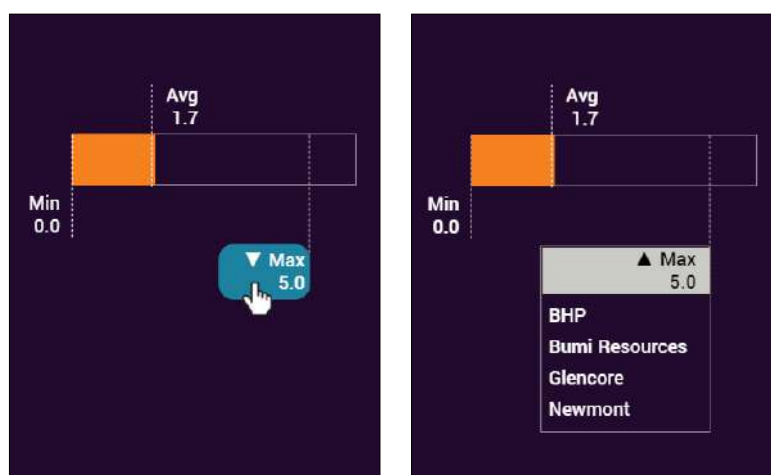 Avg
1.7
Min
0.0
▼ Max
5.0
Avg
1.7
Min
0.0
▲ Max
5.0
BHP
Bumi Resources
Glencore
Newmont